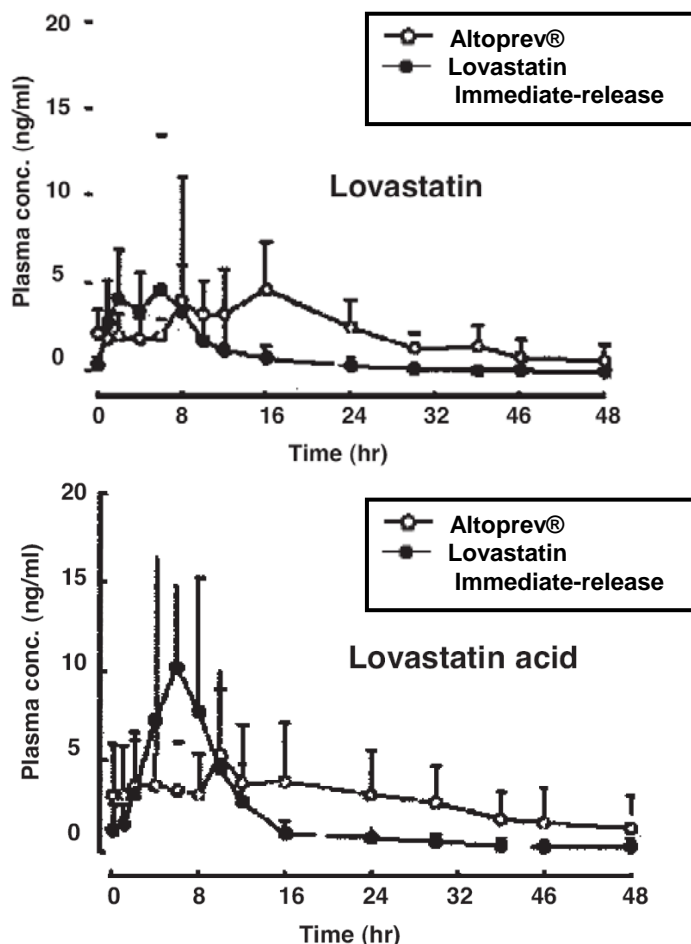 20
15
10
5
0
Plasma conc. (ng/ml)
Altoprev®
Lovastatin
Immediate-release
Lovastatin
0 8 16 24 32 46 48
Time (hr)
20
15
10
5
0
Plasma conc. (ng/ml)
Altoprev®
Lovastatin
Immediate-release
Lovastatin acid
0 8 16 24 32 46 48
Time (hr)